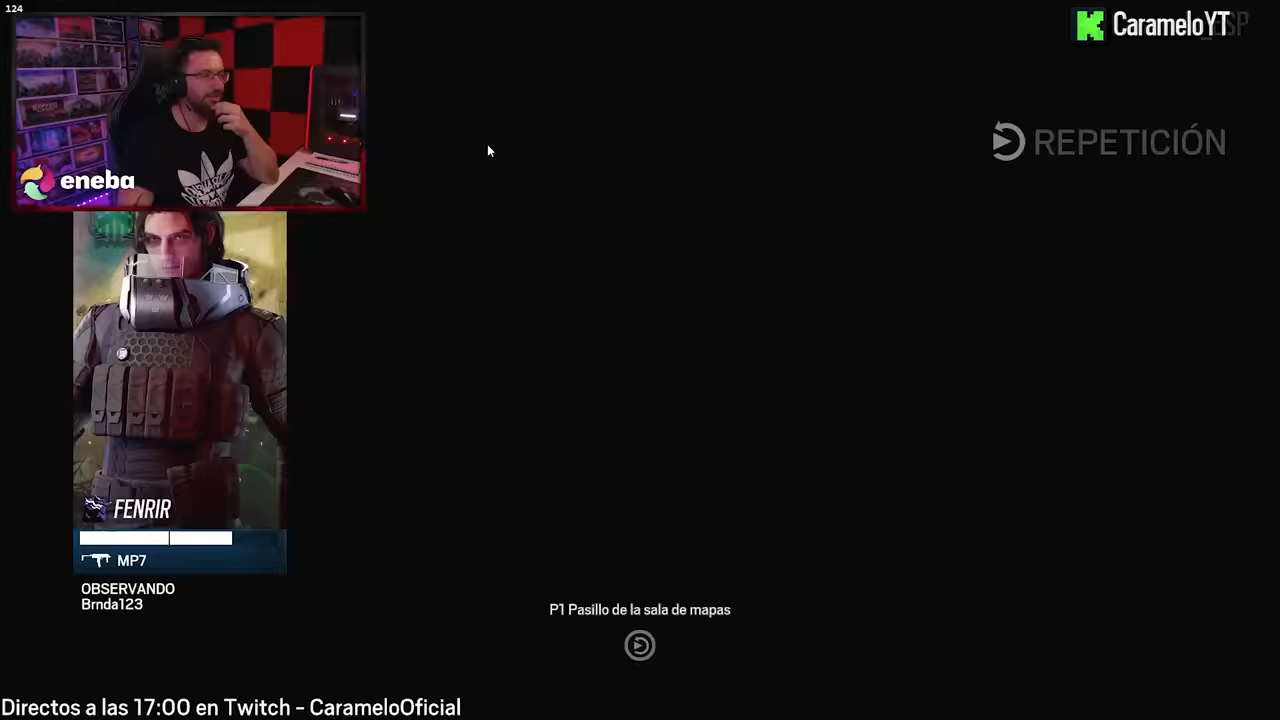 124
CarameloYT
REPETICIÓN
eneba
FENRIR
MP7
OBSERVANDO
Brnda123
P1 Pasillo de la sala de mapas
Directos a las 17:00 en Twitch - CarameloOficial